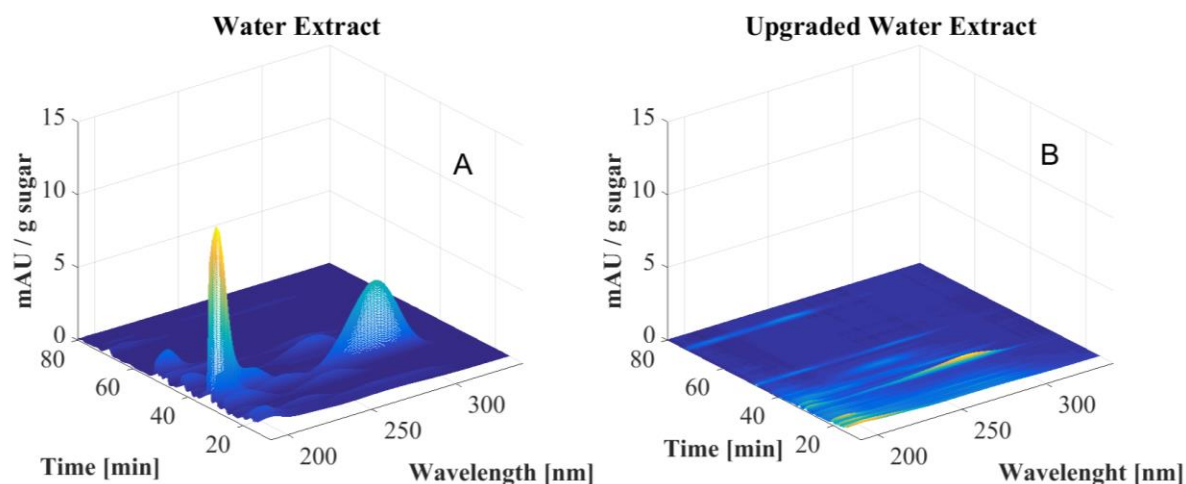 Water Extract
15
10
5
0
mAU / g sugar
80
60
40
20
Time [min]
200
250
300
Wavelength [nm]
A
Upgraded Water Extract
15
10
5
0
mAU / g sugar
80
60
40
20
Time [min]
200
250
300
Wavelenght [nm]
B